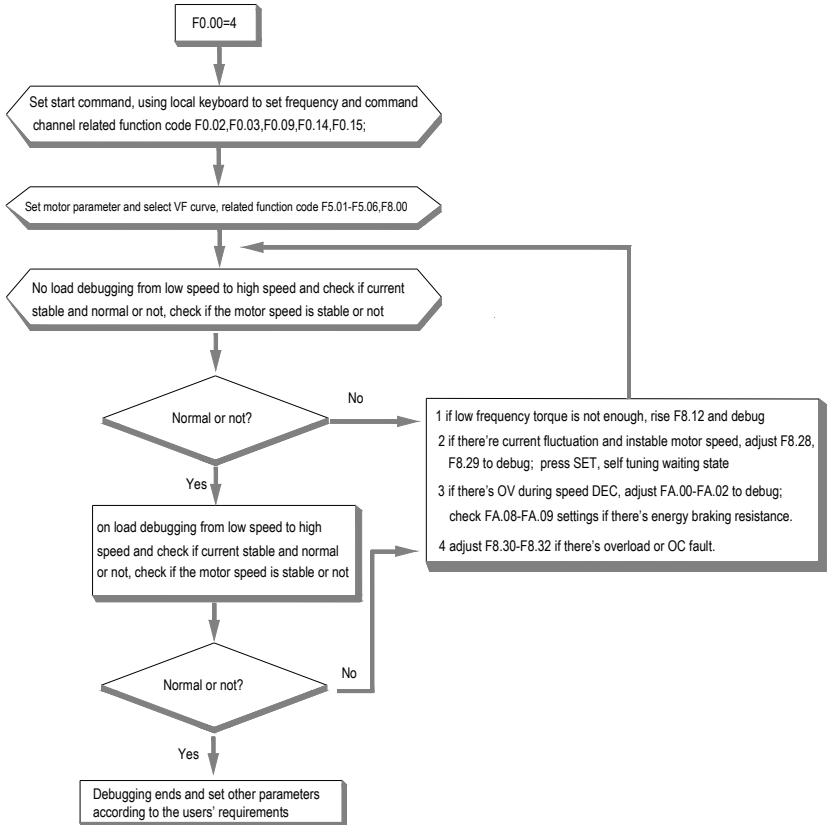 F0.00=4
Set start command, using local keyboard to set frequency and command
channel related function code F0.02,F0.03,F0.09,F0.14,F0.15;
Set motor parameter and select VF curve, related function code F5.01-F5.06,F8.00
No load debugging from low speed to high speed and check if current
stable and normal or not, check if the motor speed is stable or not
Normal or not?
No
Yes
1 if low frequency torque is not enough, rise F8.12 and debug
2 if there're current fluctuation and instable motor speed, adjust F8.28,
F8.29 to debug; press SET, self tuning waiting state
3 if there's OV during speed DEC, adjust FA.00-FA.02 to debug;
check FA.08-FA.09 settings if there's energy braking resistance.
4 adjust F8.30-F8.32 if there's overload or OC fault.
on load debugging from low speed to high
speed and check if current stable and normal
or not, check if the motor speed is stable or not
Normal or not?
No
Yes
Debugging ends and set other parameters
according to the users' requirements